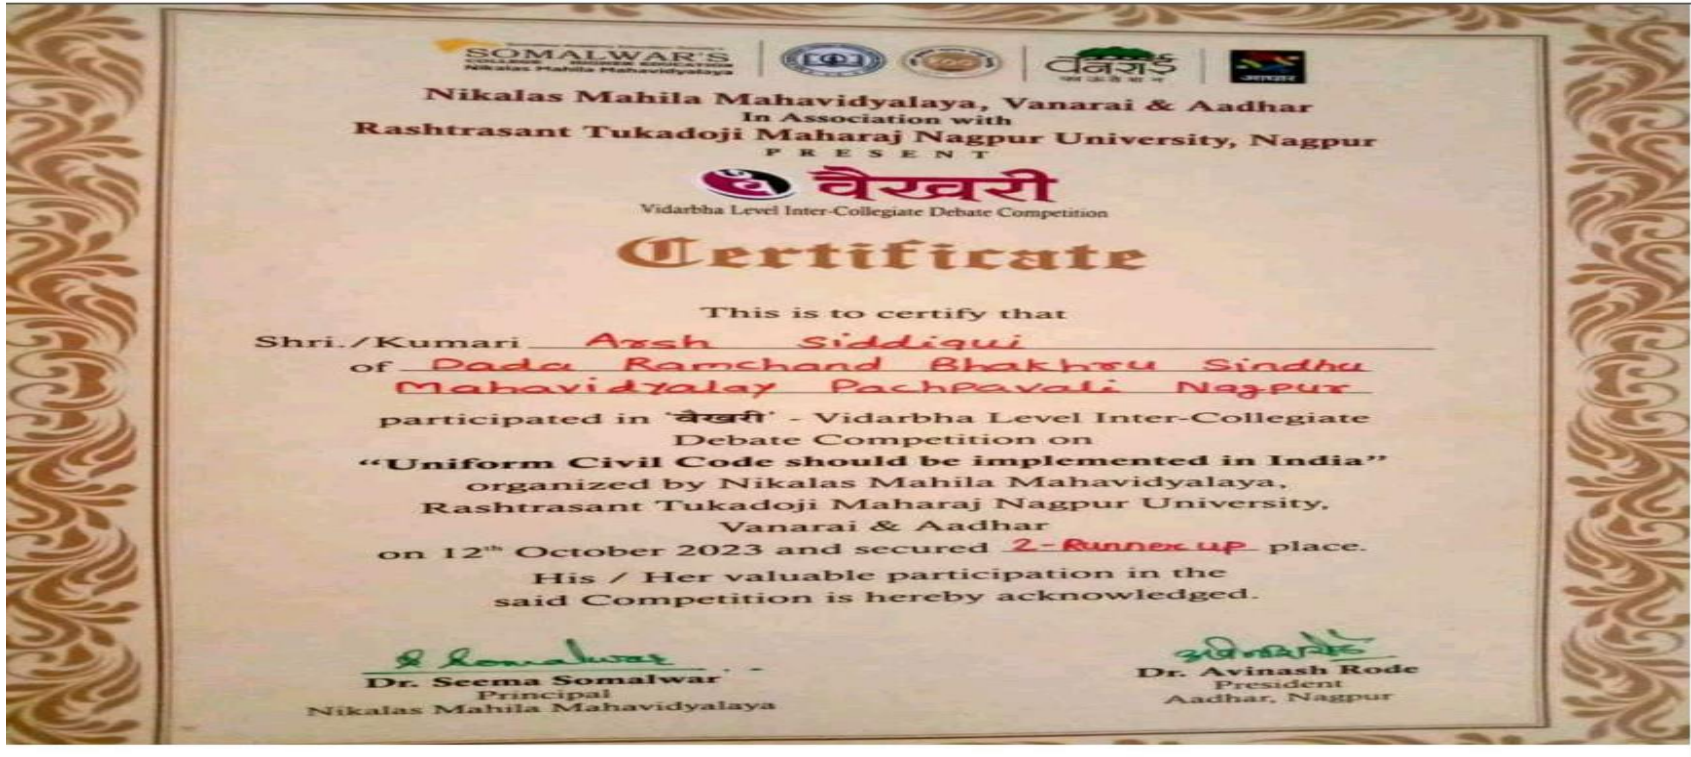 SOMALWAR'S
Nikalas Mahila Mahavidyalaya
200
वनराई
आधार
Nikalas Mahila Mahavidyalaya, Vanarai & Aadhar
In Association with
Rashtrasant Tukadoji Maharaj Nagpur University, Nagpur
PRESENT
वैखरी
Vidarbha Level Inter-Collegiate Debate Competition
Certificate
This is to certify that
Shri./Kumari Arsh Siddiqui
of Dada Ramchand Bhakhru Sindhu
Mahavidyalay Pachpavali Nagpur
participated in 'वैखरी' - Vidarbha Level Inter-Collegiate
Debate Competition on
“Uniform Civil Code should be implemented in India”
organized by Nikalas Mahila Mahavidyalaya,
Rashtrasant Tukadoji Maharaj Nagpur University,
Vanarai & Aadhar
on 12th October 2023 and secured 2-Runner up place.
His / Her valuable participation in the
said Competition is hereby acknowledged.
S Somalwar
Dr. Seema Somalwar
Principal
Nikalas Mahila Mahavidyalaya
Dr. Avinash Rode
President
Aadhar, Nagpur